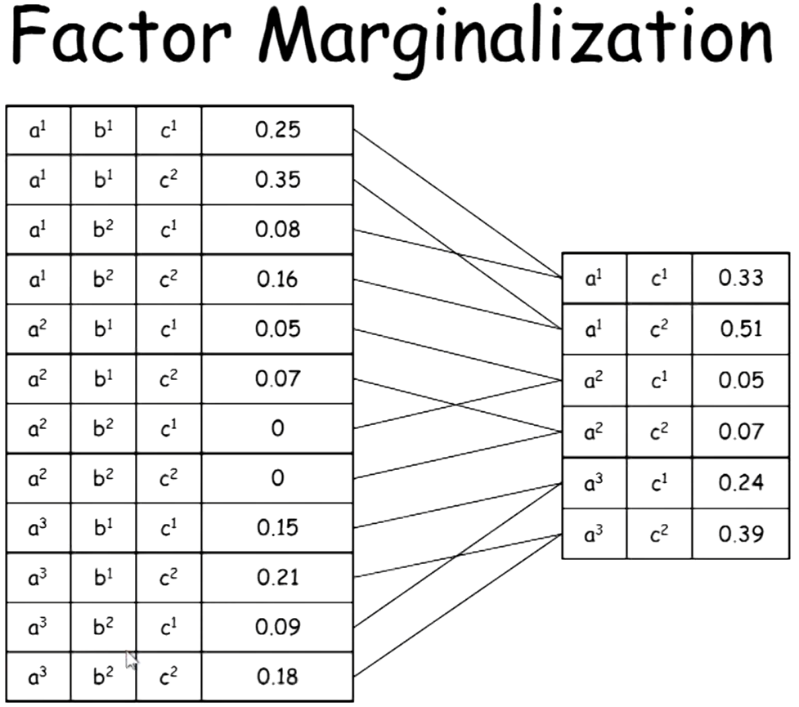 Factor Marginalization
a¹ b¹ c¹ 0.25
a¹ b¹ c² 0.35
a¹ b² c¹ 0.08
a¹ b² c² 0.16
a² b¹ c¹ 0.05
a² b¹ c² 0.07
a² b² c¹ 0
a² b² c² 0
a³ b¹ c¹ 0.15
a³ b¹ c² 0.21
a³ b² c¹ 0.09
a³ b² c² 0.18
a¹ c¹ 0.33
a¹ c² 0.51
a² c¹ 0.05
a² c² 0.07
a³ c¹ 0.24
a³ c² 0.39